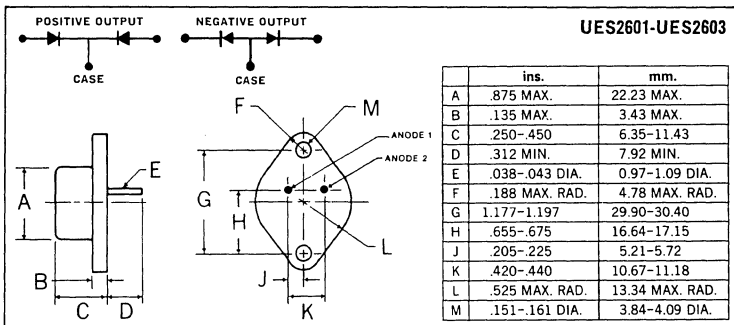 POSITIVE OUTPUT
NEGATIVE OUTPUT
UES2601-UES2603
CASE
CASE
F
M
ANODE 1
ANODE 2
E
A
G
H
L
B
J
C
D
K
ins. mm.
A .875 MAX. 22.23 MAX.
B .135 MAX. 3.43 MAX.
C .250–.450 6.35–11.43
D .312 MIN. 7.92 MIN.
E .038–.043 DIA. 0.97–1.09 DIA.
F .188 MAX. RAD. 4.78 MAX. RAD.
G 1.177–1.197 29.90–30.40
H .655–.675 16.64–17.15
J .205–.225 5.21–5.72
K .420–.440 10.67–11.18
L .525 MAX. RAD. 13.34 MAX. RAD.
M .151–.161 DIA. 3.84–4.09 DIA.